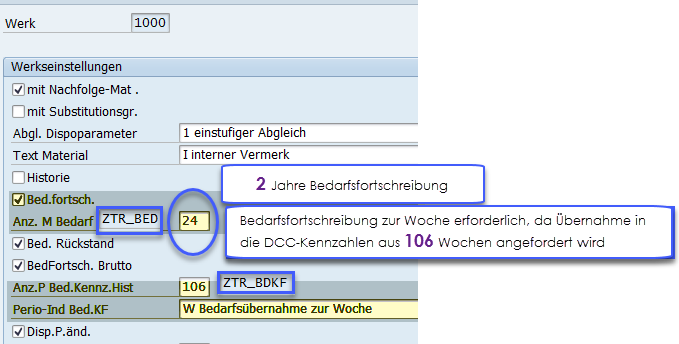 Werk 1000
Werkseinstellungen
mit Nachfolge-Mat .
mit Substitutionsgr.
Abgl. Dispoparameter 1 einstufiger Abgleich
Text Material I interner Vermerk
Historie
2 Jahre Bedarfsfortschreibung
Bed.fortsch.
Anz. M Bedarf ZTR_BED 24
Bedarfsfortschreibung zur Woche erforderlich, da Übernahme in
die DCC-Kennzahlen aus 106 Wochen angefordert wird
Bed. Rückstand
BedFortsch. Brutto
Anz.P Bed.Kennz.Hist 106 ZTR_BDKF
Perio-Ind Bed.KF W Bedarfsübernahme zur Woche
Disp.P.änd.